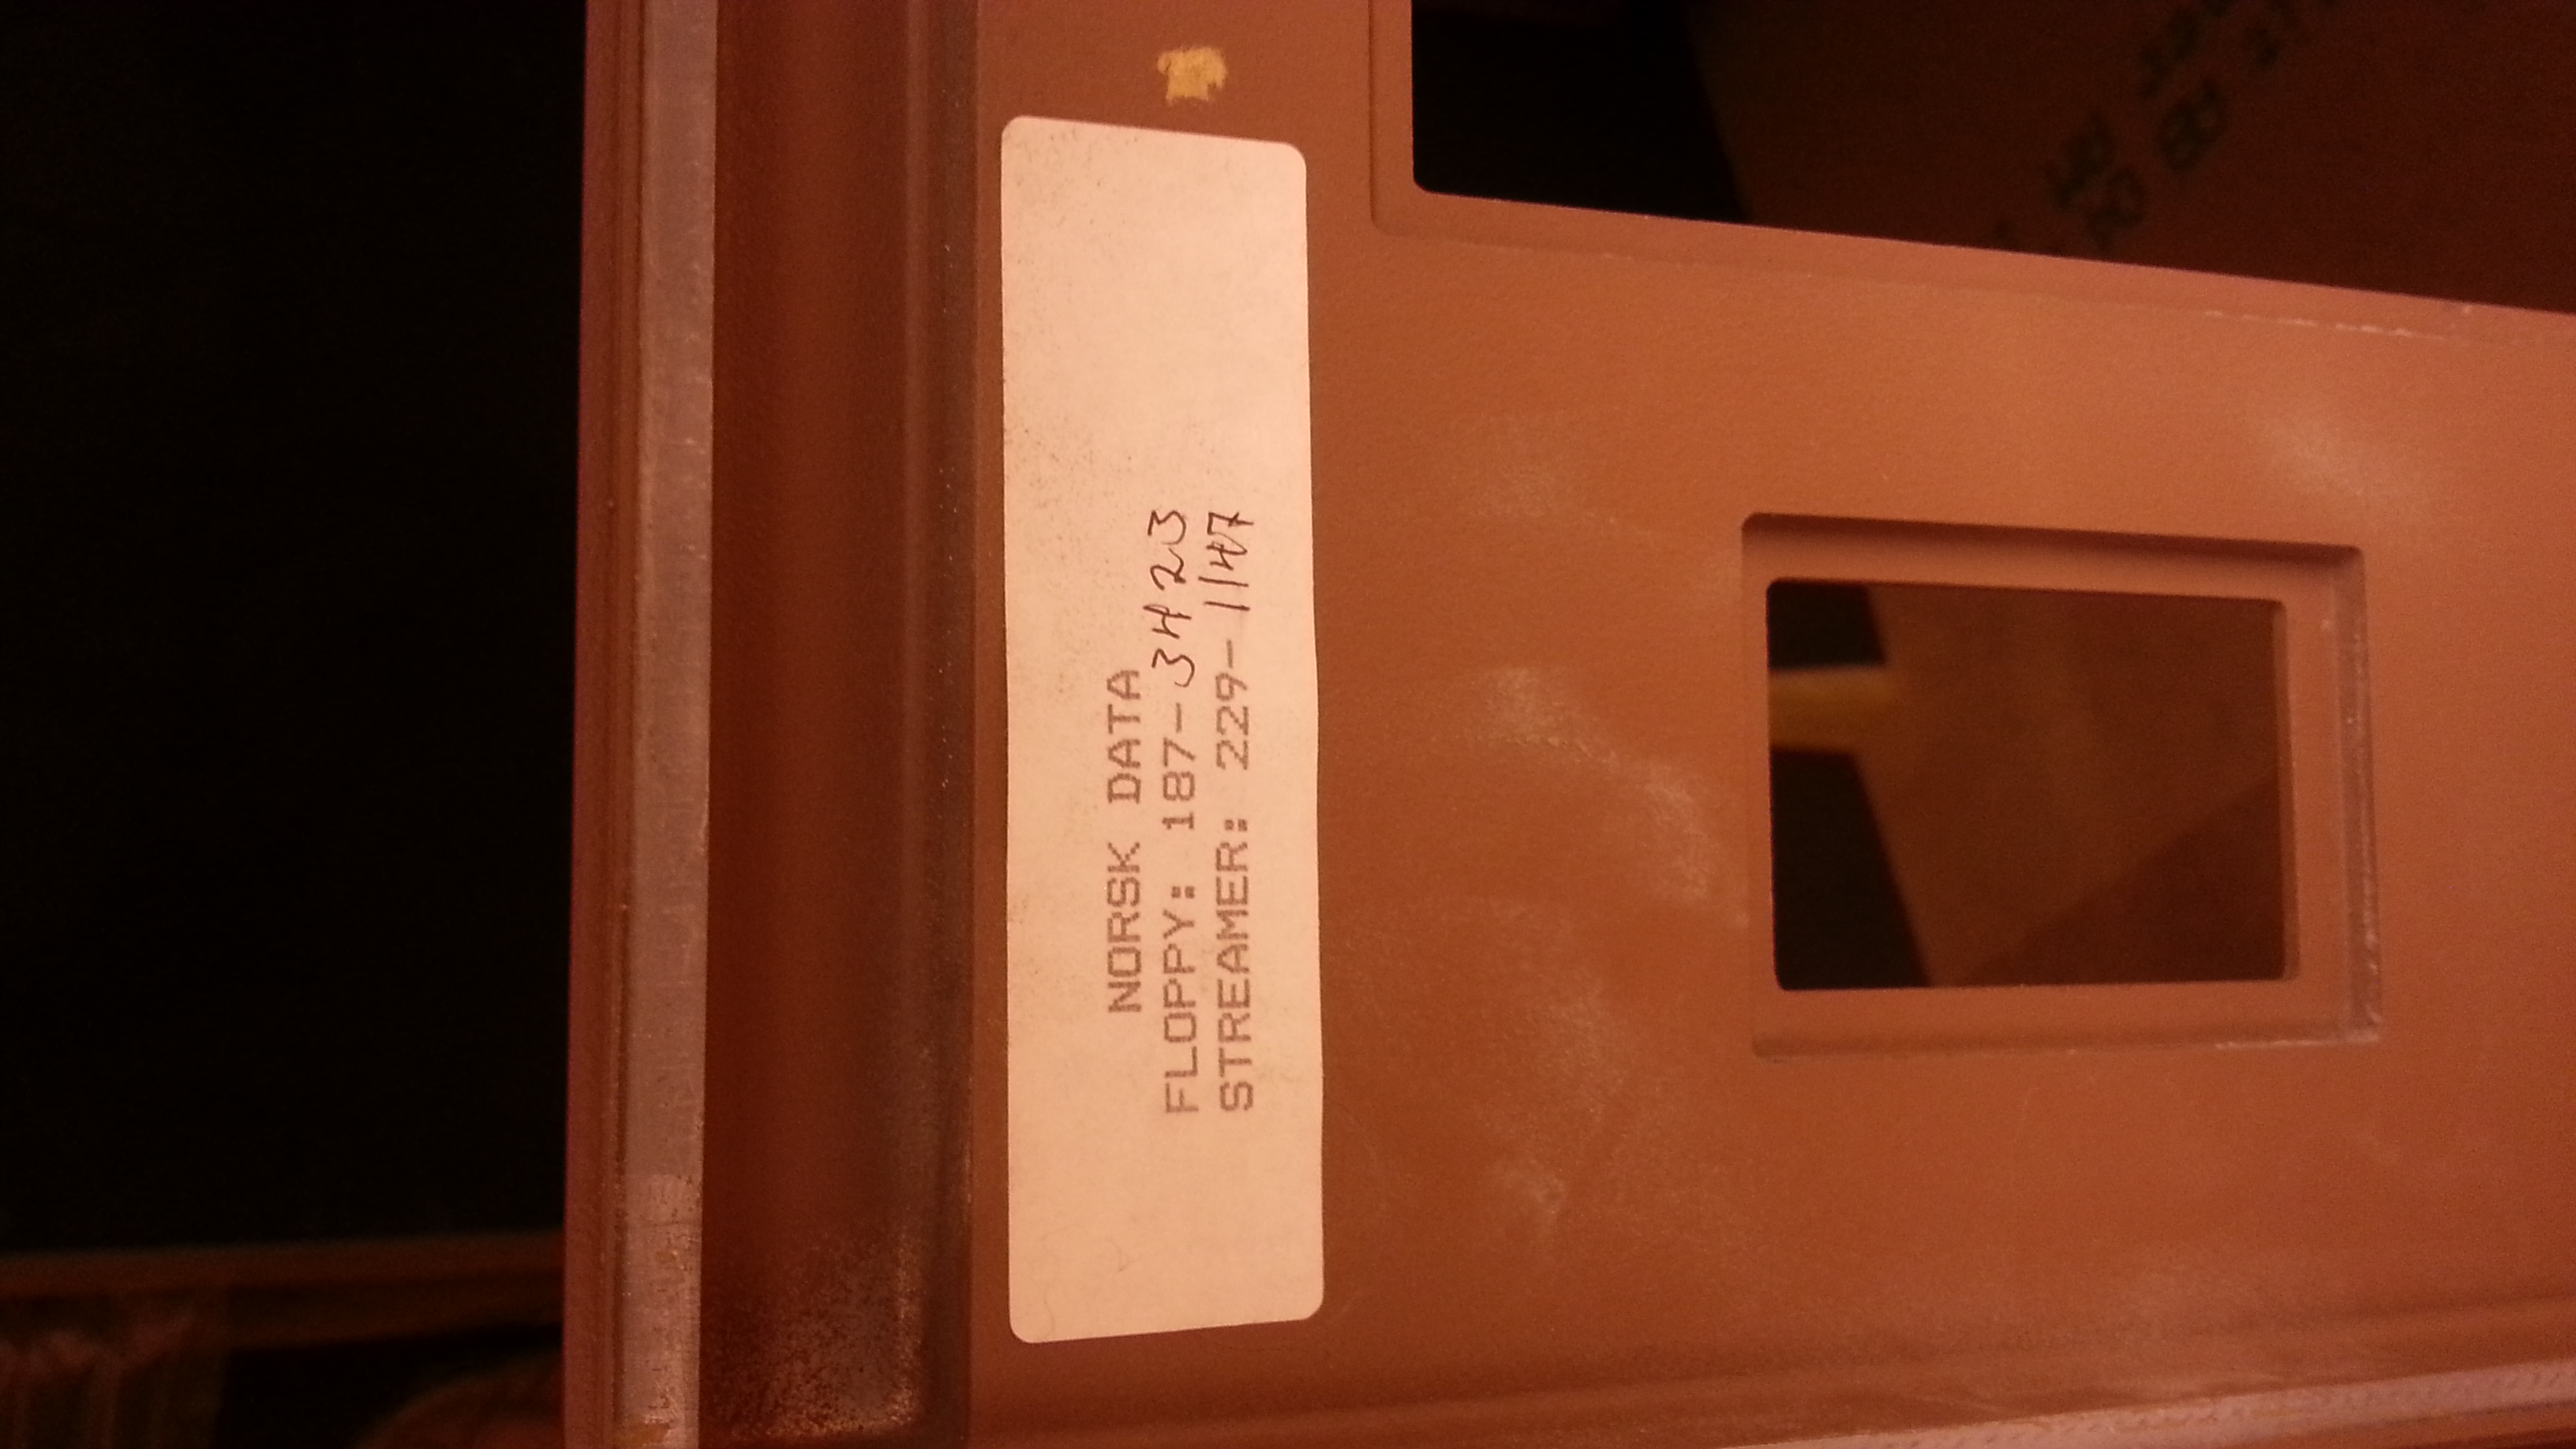 NORSK DATA
FLOPPY: 187-3423
STREAMER: 229-1147